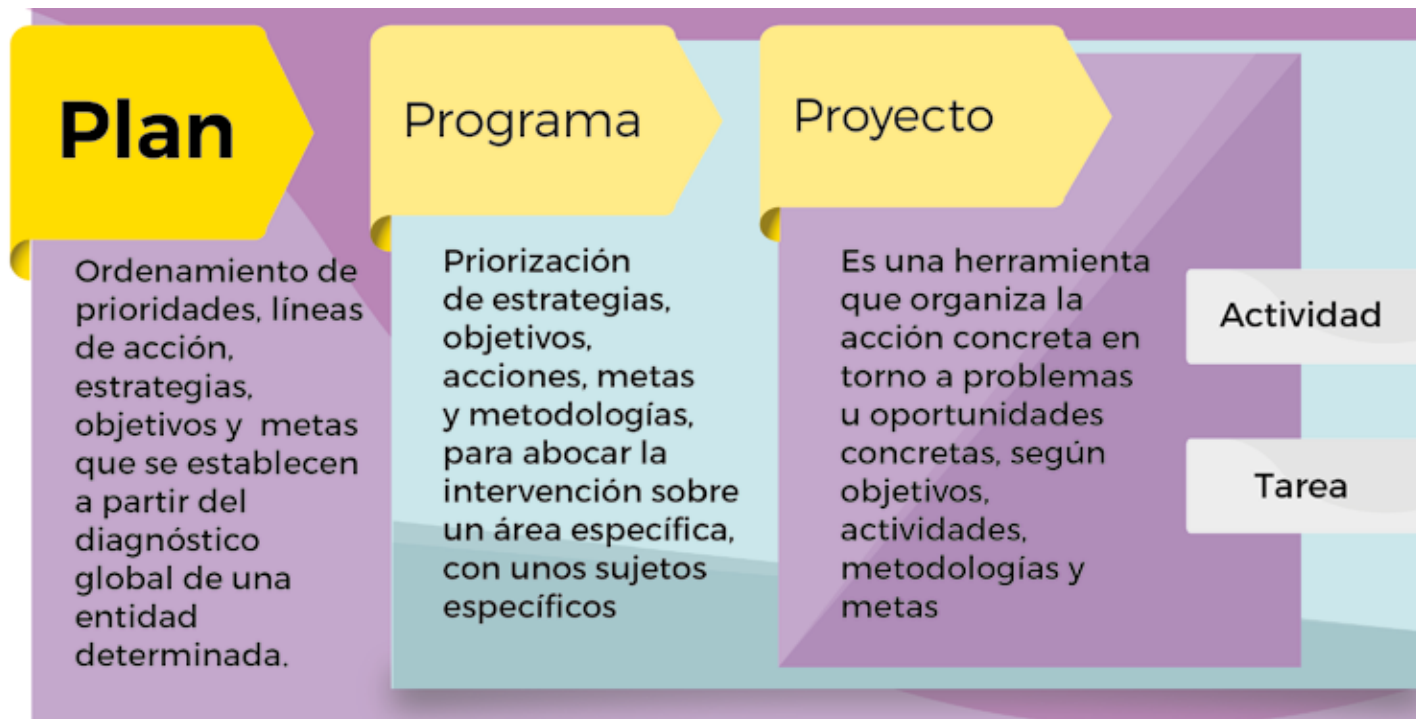 Plan
Ordenamiento de
prioridades, líneas
de acción,
estrategias,
objetivos y  metas
que se establecen
a partir del
diagnóstico
global de una
entidad
determinada.
Programa
Priorización
de estrategias,
objetivos,
acciones, metas
y metodologías,
para abocar la
intervención sobre
un área específica,
con unos sujetos
específicos
Proyecto
Es una herramienta
que organiza la
acción concreta en
torno a problemas
u oportunidades
concretas, según
objetivos,
actividades,
metodologías y
metas
Actividad
Tarea